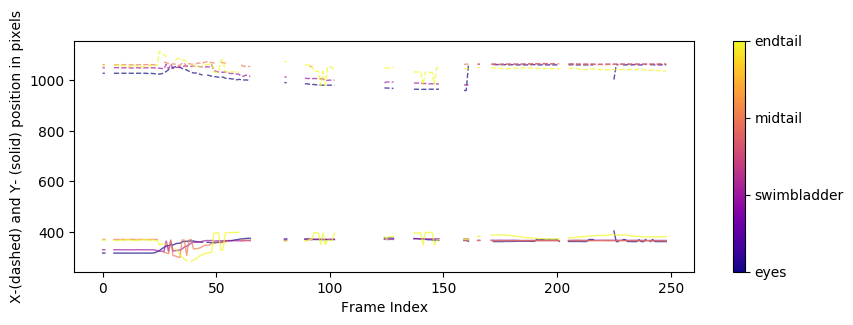 X-(dashed) and Y- (solid) position in pixels
1000
800
600
400
0
50
100
150
200
250
Frame Index
endtail
midtail
swimbladder
eyes